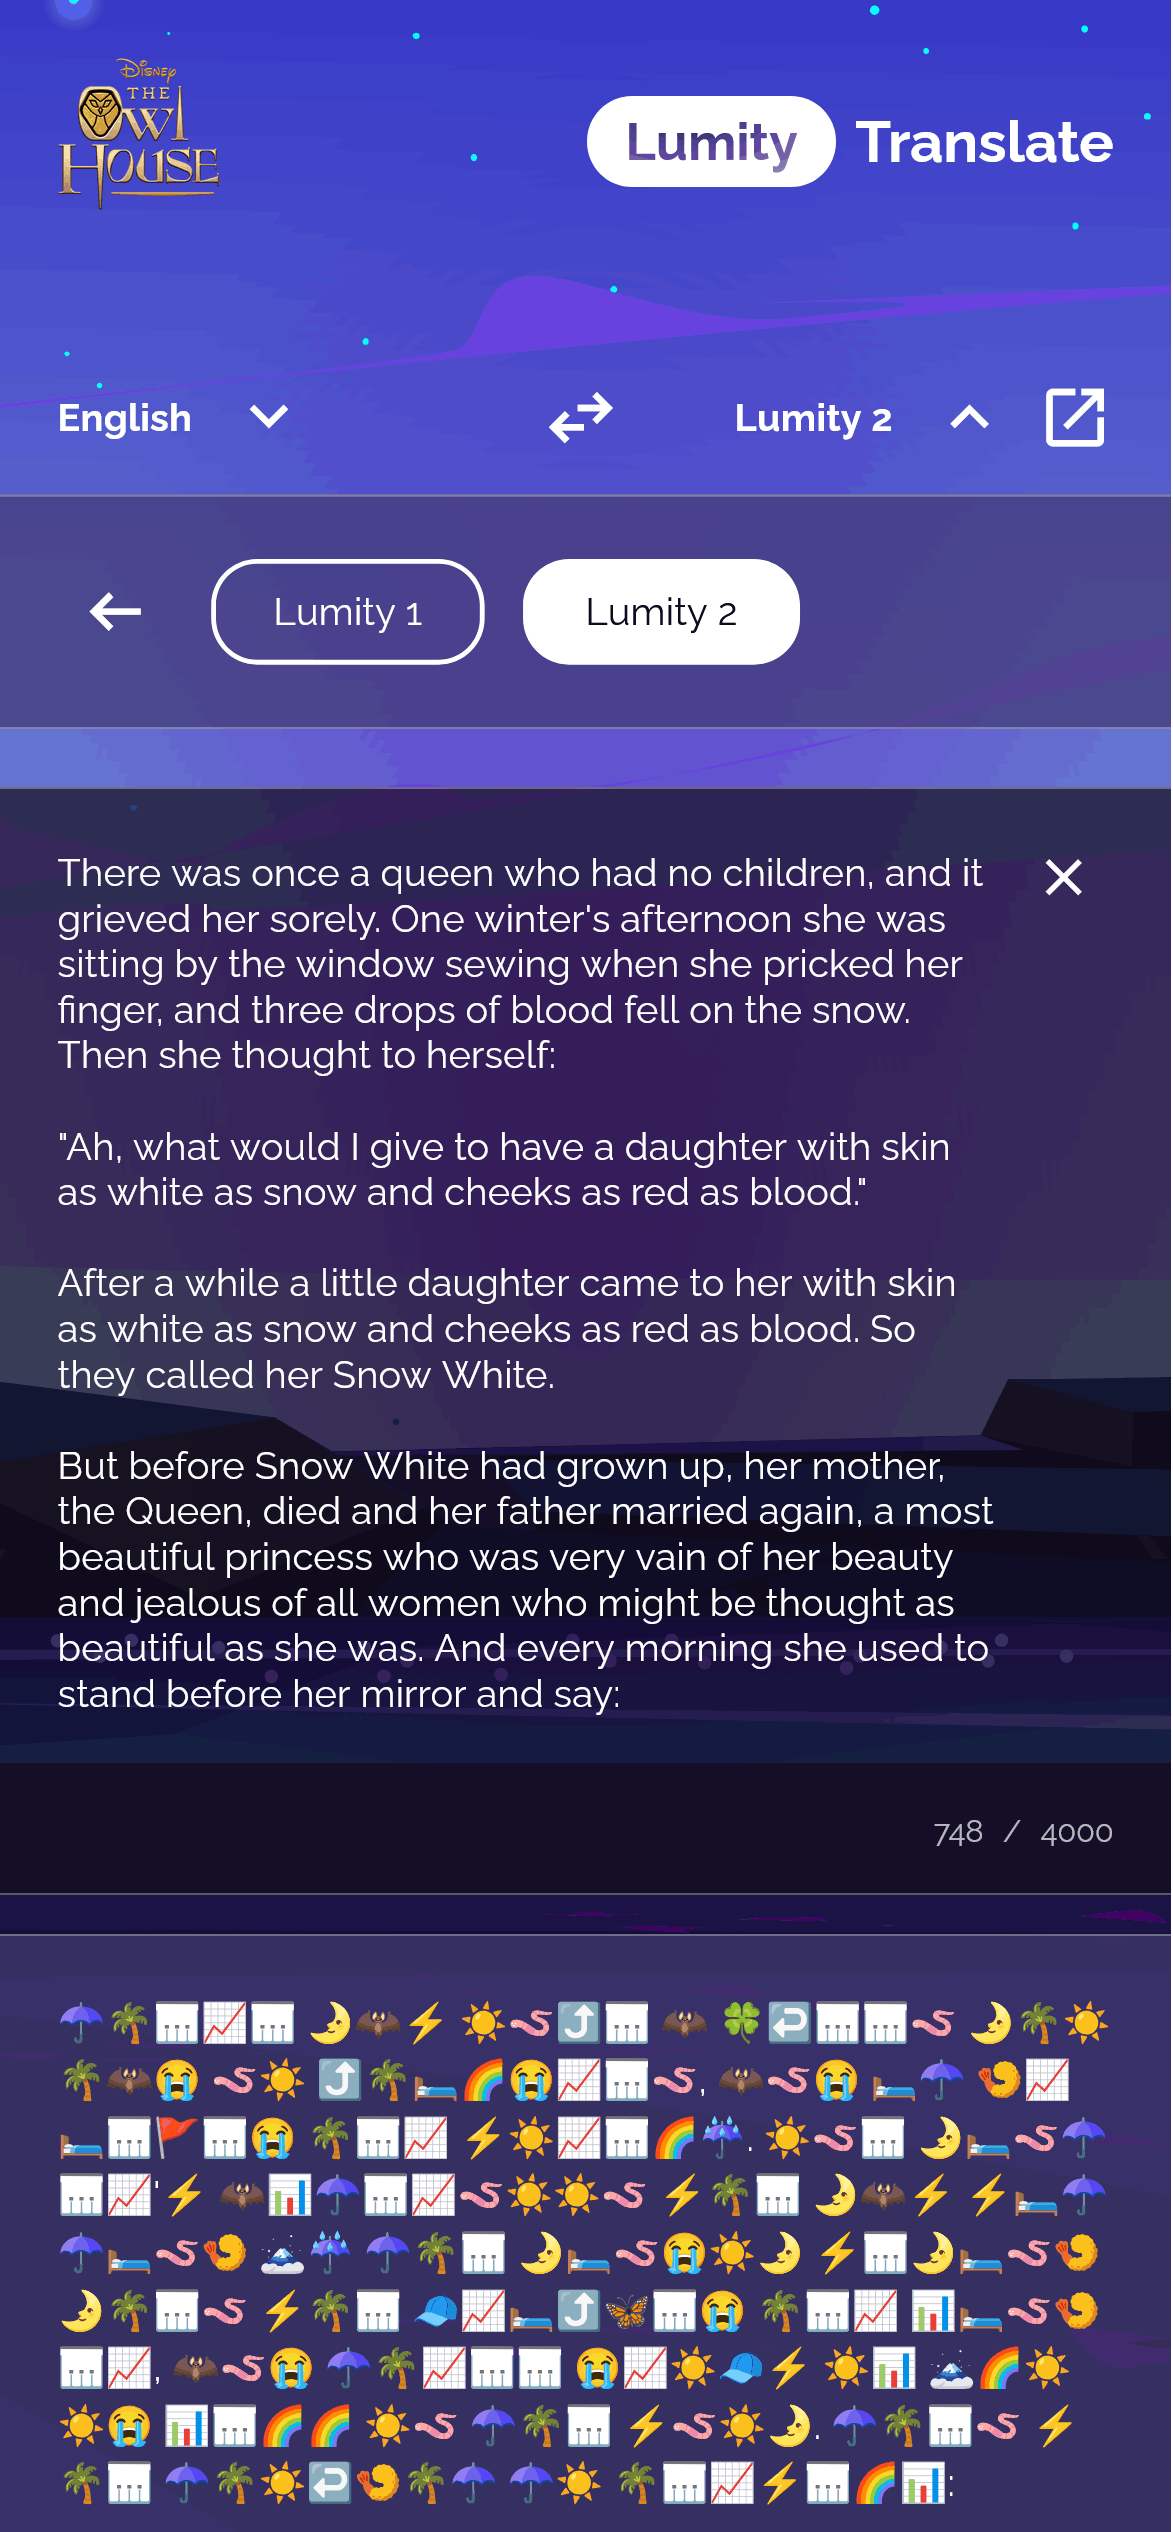 Disney
THE
OWL
HOUSE
Lumity Translate
English
Lumity 2
Lumity 1
Lumity 2
There was once a queen who had no children, and it
grieved her sorely. One winter's afternoon she was
sitting by the window sewing when she pricked her
finger, and three drops of blood fell on the snow.
Then she thought to herself:
"Ah, what would I give to have a daughter with skin
as white as snow and cheeks as red as blood."
After a while a little daughter came to her with skin
as white as snow and cheeks as red as blood. So
they called her Snow White.
But before Snow White had grown up, her mother,
the Queen, died and her father married again, a most
beautiful princess who was very vain of her beauty
and jealous of all women who might be thought as
beautiful as she was. And every morning she used to
stand before her mirror and say:
748 / 4000
☂️🌴🎹📈🎹 🌛🦇⚡ ☀️🪱⤴️🎹 🦇 🍀↩️🎹🎹🪱 🌛🌴☀️
🌴🦇😭 🪱☀️ ⤴️🌴🛏️🌈😭📈🎹🪱, 🦇🪱😭 🛏️☂️ 🍤📈
🛏️🎹🚩🎹😭 🌴🎹📈 ⚡☀️📈🎹🌈☔. ☀️🪱🎹 🌛🛏️🪱☂️
🎹📈'⚡ 🦇📊☂️🎹📈🪱☀️☀️🪱 ⚡🌴🎹 🌛🦇⚡ ⚡🛏️☂️
☂️🛏️🪱🍤 🗻☔ ☂️🌴🎹 🌛🛏️🪱😭☀️🌛 ⚡🎹🌛🛏️🪱🍤
🌛🌴🎹🪱 ⚡🌴🎹 🧢📈🛏️⤴️🦋🎹😭 🌴🎹📈 📊🛏️🪱🍤
🎹📈, 🦇🪱😭 ☂️🌴📈🎹🎹 😭📈☀️🧢⚡ ☀️📊 🗻🌈☀️
☀️😭 📊🎹🌈🌈 ☀️🪱 ☂️🌴🎹 ⚡🪱☀️🌛. ☂️🌴🎹🪱 ⚡
🌴🎹 ☂️🌴☀️↩️🍤🌴☂️ ☂️☀️ 🌴🎹📈⚡🎹🌈📊: